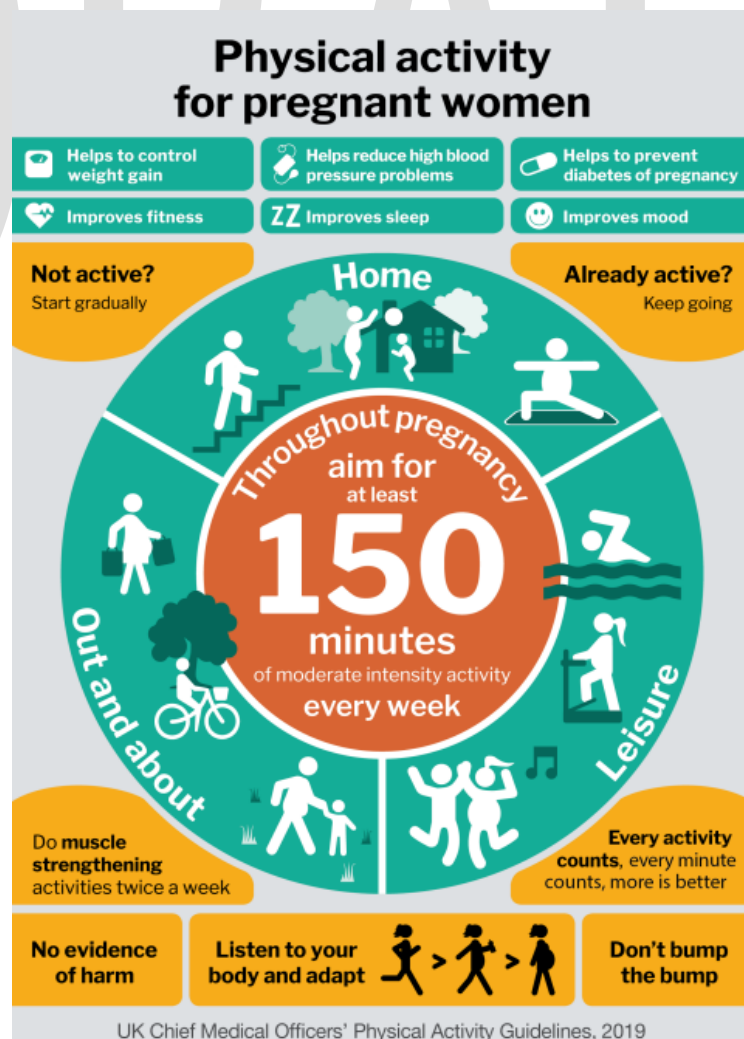 Physical activity
for pregnant women
Helps to control
weight gain
Helps reduce high blood
pressure problems
Helps to prevent
diabetes of pregnancy
Improves fitness
ZZ Improves sleep
Improves mood
Not active?
Start gradually
Already active?
Keep going
Home
Throughout pregnancy
aim for
at least
150
minutes
of moderate intensity activity
every week
Out and about
Leisure
Do muscle
strengthening
activities twice a week
Every activity
counts, every minute
counts, more is better
No evidence
of harm
Listen to your
body and adapt
> >
Don't bump
the bump
UK Chief Medical Officers' Physical Activity Guidelines, 2019